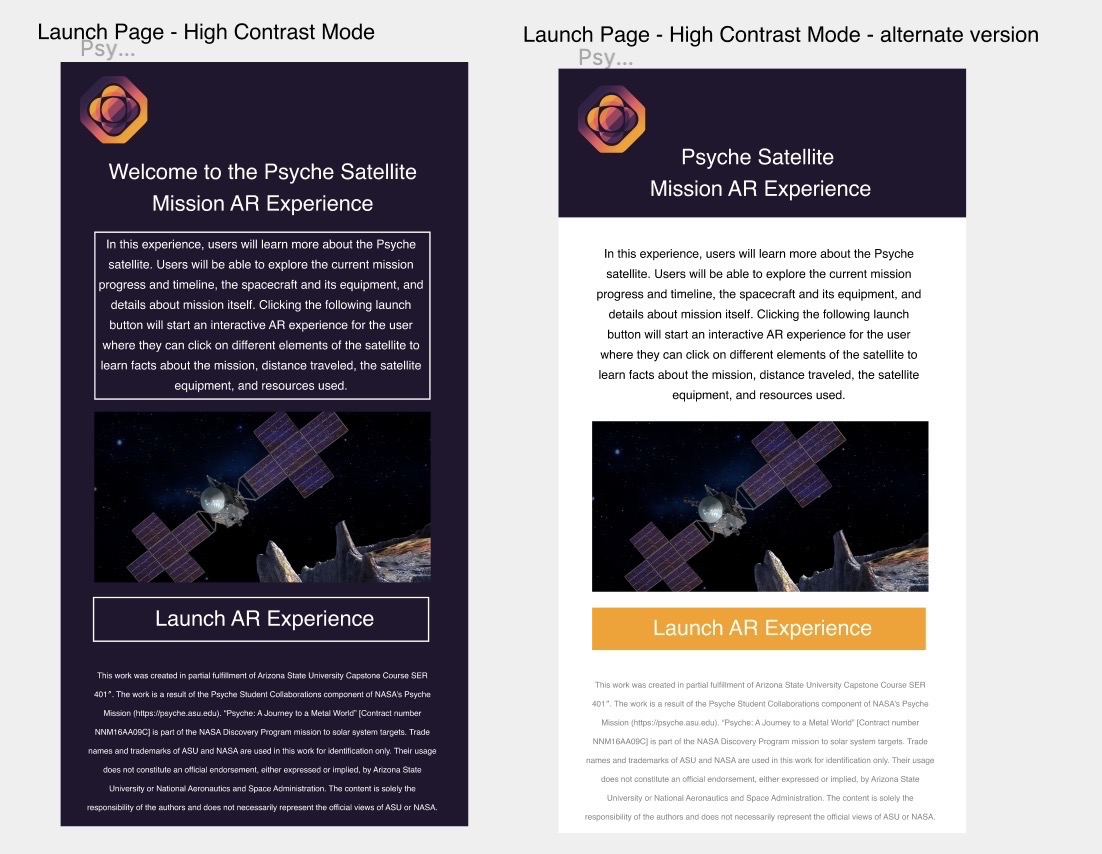 Launch Page - High Contrast Mode
Psy...
Welcome to the Psyche Satellite
Mission AR Experience
In this experience, users will learn more about the Psyche
satellite. Users will be able to explore the current mission
progress and timeline, the spacecraft and its equipment, and
details about mission itself. Clicking the following launch
button will start an interactive AR experience for the user
where they can click on different elements of the satellite to
learn facts about the mission, distance traveled, the satellite
equipment, and resources used.
Launch AR Experience
This work was created in partial fulfillment of Arizona State University Capstone Course SER
401″. The work is a result of the Psyche Student Collaborations component of NASA's Psyche
Mission (https://psyche.asu.edu). “Psyche: A Journey to a Metal World” [Contract number
NNM16AA09C] is part of the NASA Discovery Program mission to solar system targets. Trade
names and trademarks of ASU and NASA are used in this work for identification only. Their usage
does not constitute an official endorsement, either expressed or implied, by Arizona State
University or National Aeronautics and Space Administration. The content is solely the
responsibility of the authors and does not necessarily represent the official views of ASU or NASA.
Launch Page - High Contrast Mode - alternate version
Psy...
Psyche Satellite
Mission AR Experience
In this experience, users will learn more about the Psyche
satellite. Users will be able to explore the current mission
progress and timeline, the spacecraft and its equipment, and
details about mission itself. Clicking the following launch
button will start an interactive AR experience for the user
where they can click on different elements of the satellite to
learn facts about the mission, distance traveled, the satellite
equipment, and resources used.
Launch AR Experience
This work was created in partial fulfillment of Arizona State University Capstone Course SER
401″. The work is a result of the Psyche Student Collaborations component of NASA's Psyche
Mission (https://psyche.asu.edu). “Psyche: A Journey to a Metal World” [Contract number
NNM16AA09C] is part of the NASA Discovery Program mission to solar system targets. Trade
names and trademarks of ASU and NASA are used in this work for identification only. Their usage
does not constitute an official endorsement, either expressed or implied, by Arizona State
University or National Aeronautics and Space Administration. The content is solely the
responsibility of the authors and does not necessarily represent the official views of ASU or NASA.